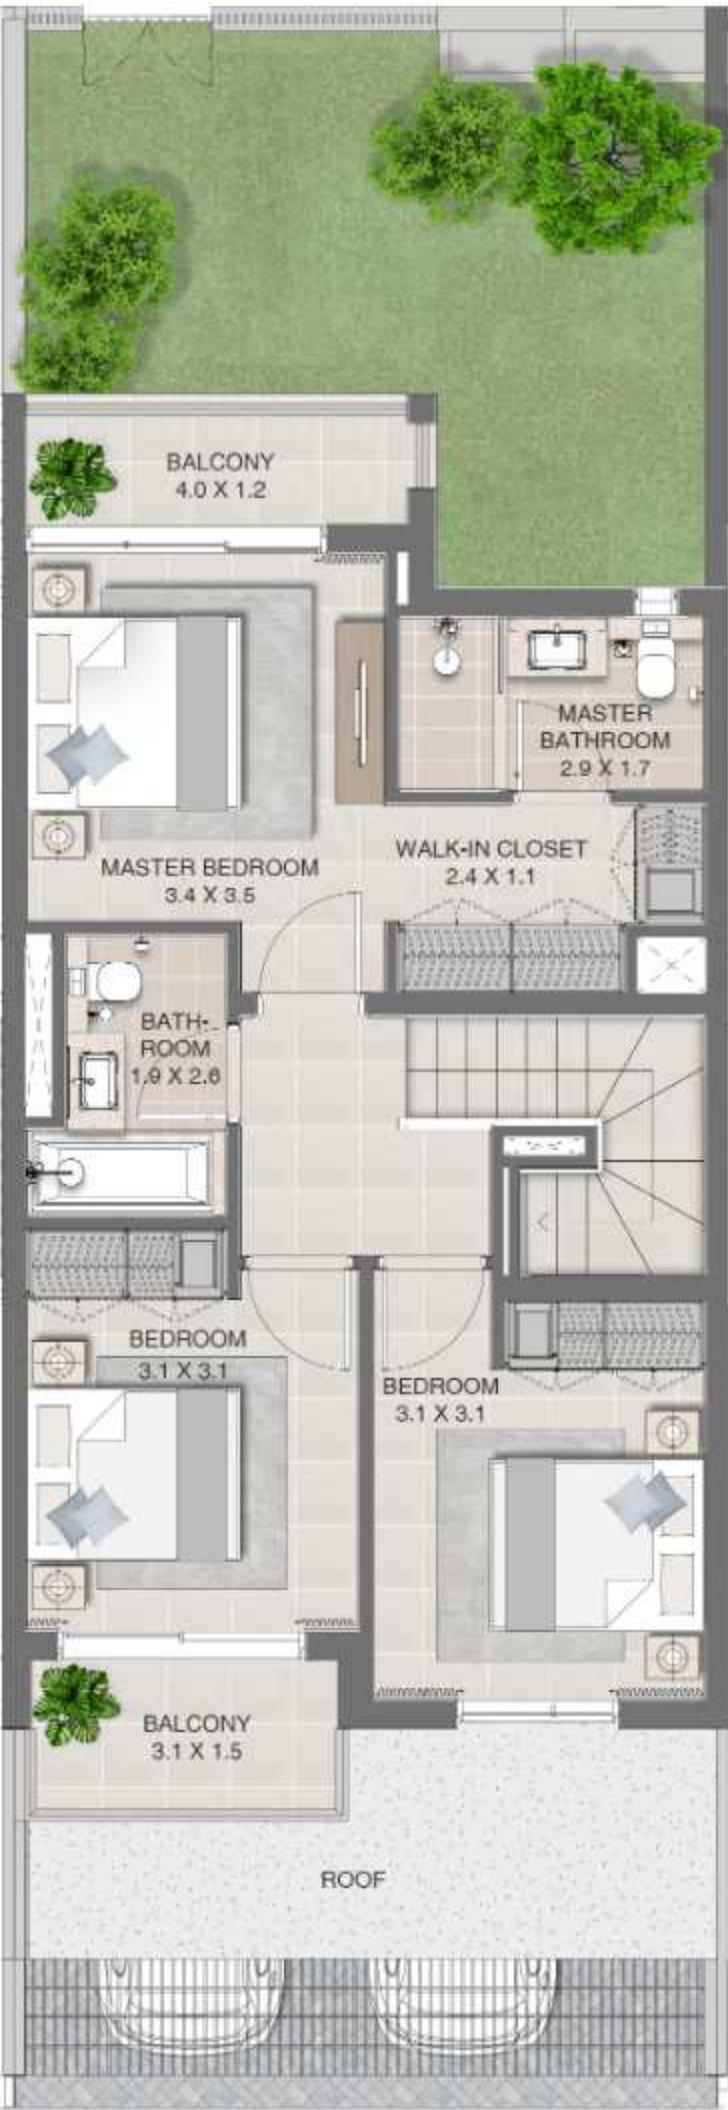 BALCONY
4.0 X 1.2
MASTER
BATHROOM
2.9 X 1.7
WALK-IN CLOSET
2.4 X 1.1
MASTER BEDROOM
3.4 X 3.5
BATH-
ROOM
1.9 X 2.6
BEDROOM
3.1 X 3.1
BEDROOM
3.1 X 3.1
BALCONY
3.1 X 1.5
ROOF